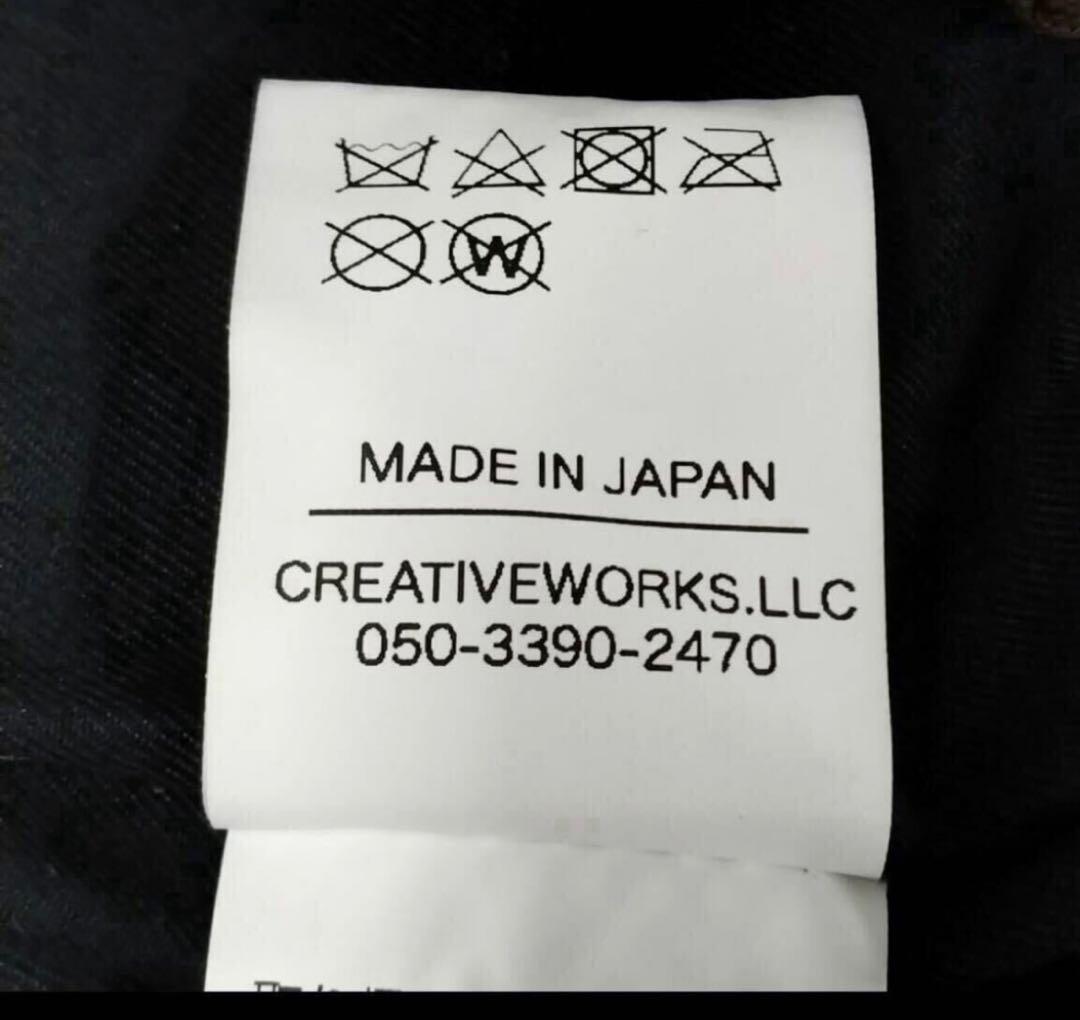 W
MADE IN JAPAN
CREATIVEWORKS.LLC
050-3390-2470